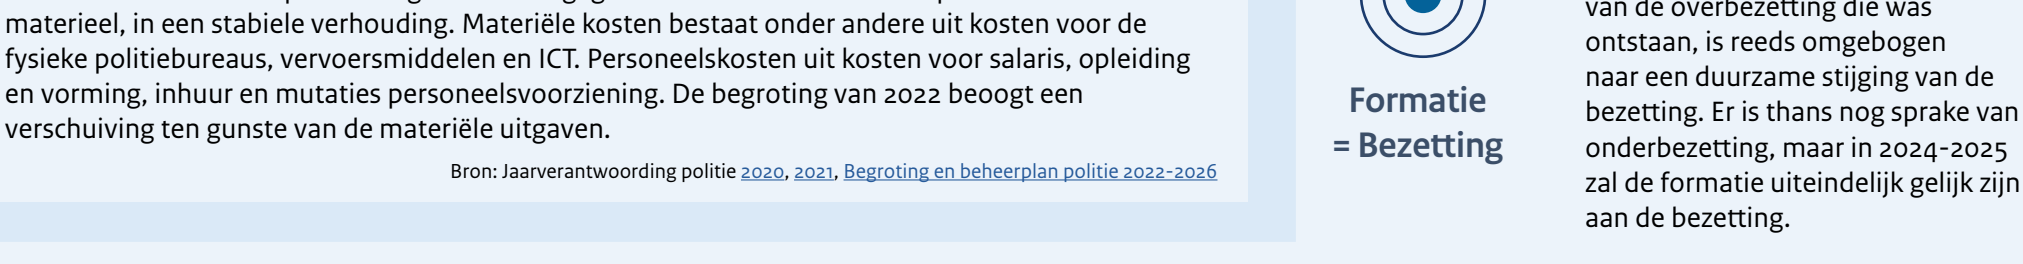 materieel, in een stabiele verhouding. Materiële kosten bestaat onder andere uit kosten voor de
fysieke politiebureaus, vervoersmiddelen en ICT. Personeelskosten uit kosten voor salaris, opleiding
en vorming, inhuur en mutaties personeelsvoorziening. De begroting van 2022 beoogt een
verschuiving ten gunste van de materiële uitgaven.
Bron: Jaarverantwoording politie 2020, 2021, Begroting en beheerplan politie 2022-2026
Formatie
= Bezetting
van de overbezetting die was
ontstaan, is reeds omgebogen
naar een duurzame stijging van de
bezetting. Er is thans nog sprake van
onderbezetting, maar in 2024-2025
zal de formatie uiteindelijk gelijk zijn
aan de bezetting.